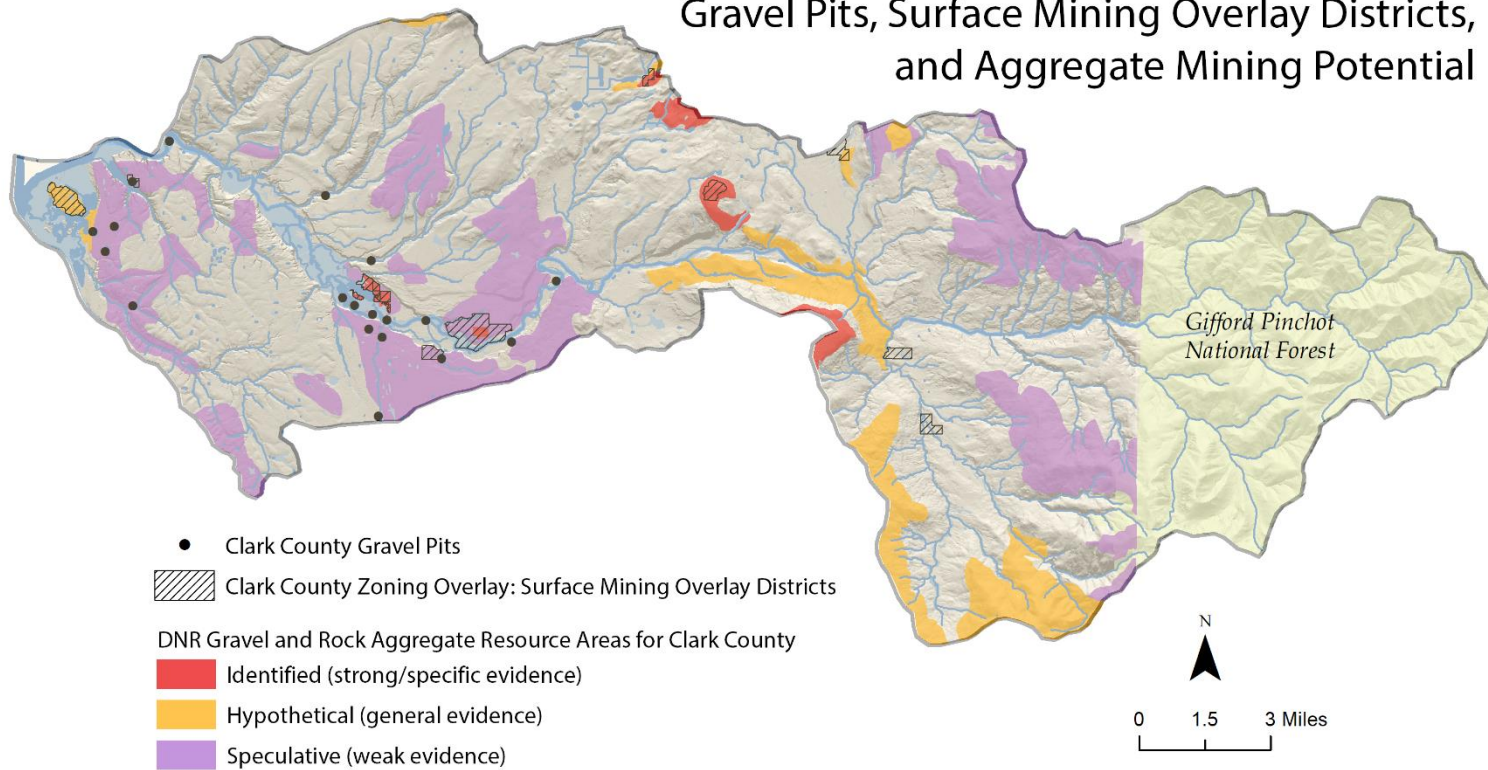 Gravel Pits, Surface Mining Overlay Districts,
and Aggregate Mining Potential
Gifford Pinchot
National Forest
Clark County Gravel Pits
Clark County Zoning Overlay: Surface Mining Overlay Districts
DNR Gravel and Rock Aggregate Resource Areas for Clark County
Identified (strong/specific evidence)
Hypothetical (general evidence)
Speculative (weak evidence)
N
0 1.5 3 Miles